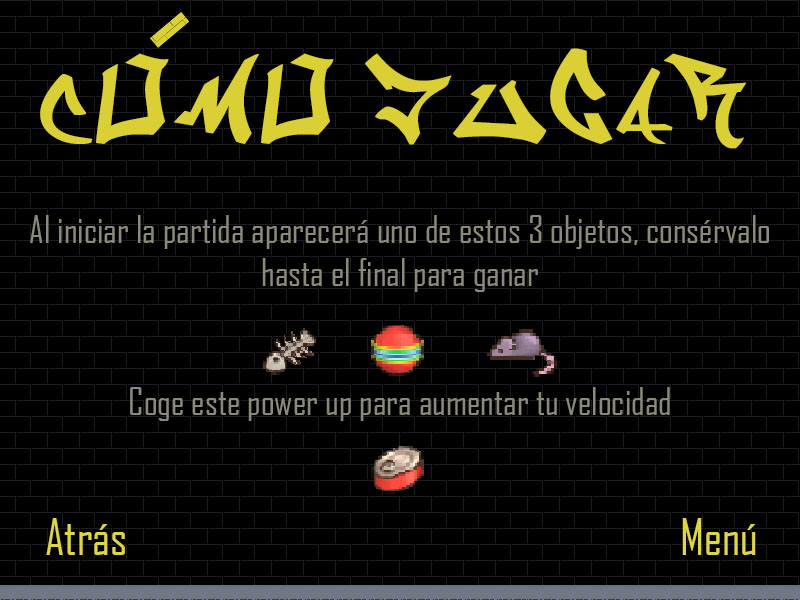 CÓMO JUGAR
Al iniciar la partida aparecerá uno de estos 3 objetos, consérvalo
hasta el final para ganar
Coge este power up para aumentar tu velocidad
Atrás
Menú